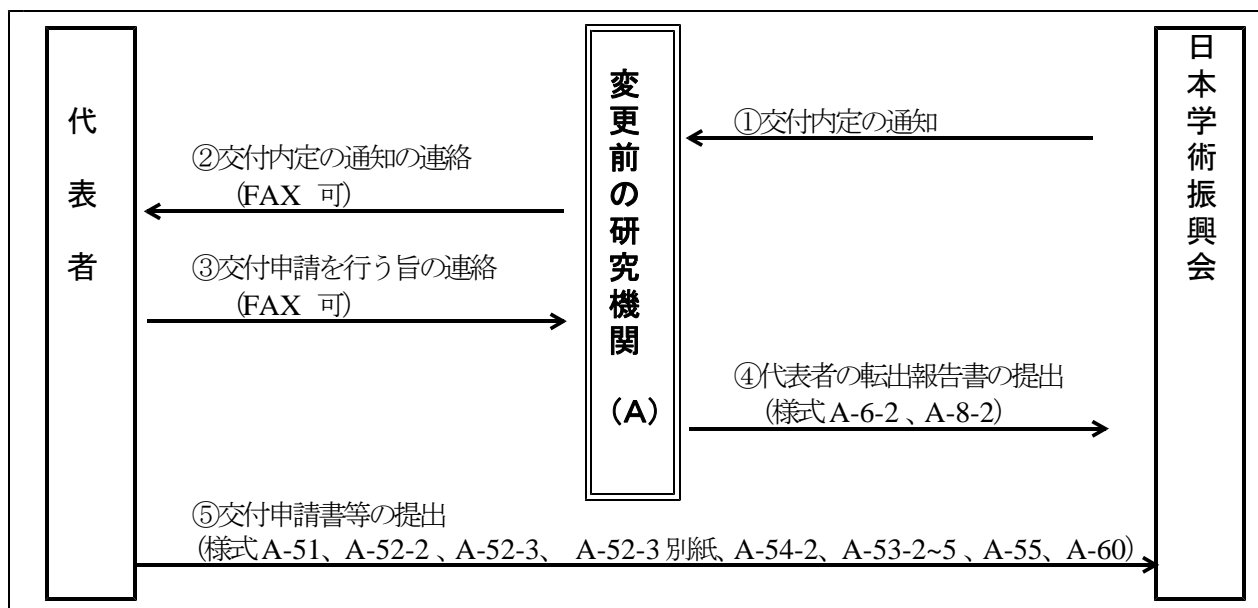 代表者
変更前の研究機関(A)
日本学術振興会
①交付内定の通知
②交付内定の通知の連絡
(FAX 可)
③交付申請を行う旨の連絡
(FAX 可)
④代表者の転出報告書の提出
(様式 A-6-2 、A-8-2)
⑤交付申請書等の提出
(様式 A-51、A-52-2 、A-52-3、 A-52-3 別紙、A-54-2、A-53-2~5 、A-55、A-60)